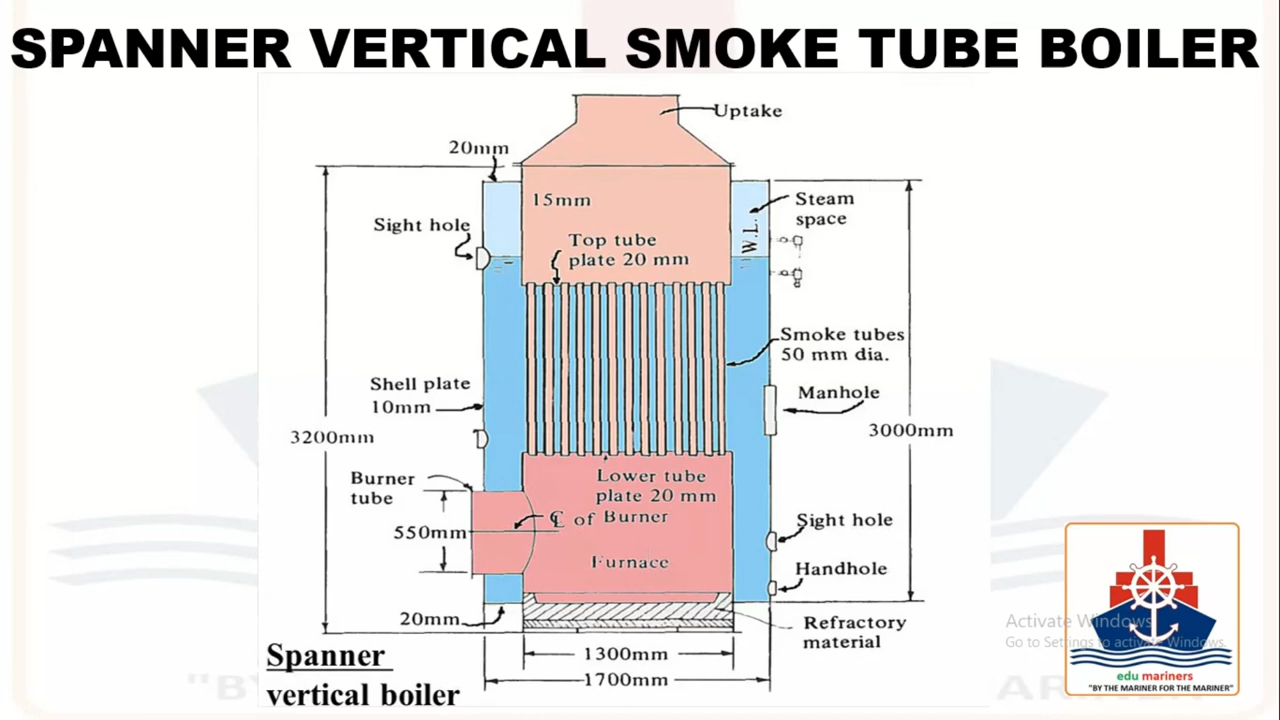 SPANNER VERTICAL SMOKE TUBE BOILER
Uptake
20mm
15mm
Steam
space
Sight hole
W.L.
Top tube
plate 20 mm
Smoke tubes
50 mm dia.
Shell plate
10mm
Manhole
3200mm
3000mm
Burner
tube
Lower tube
plate 20 mm
℄ of Burner
550mm
Sight hole
Furnace
Handhole
20mm
Refractory
material
1300mm
1700mm
Spanner
vertical boiler
Activate Windows
Go to Settings to activate Windows.
edu mariners
"BY THE MARINER FOR THE MARINER"